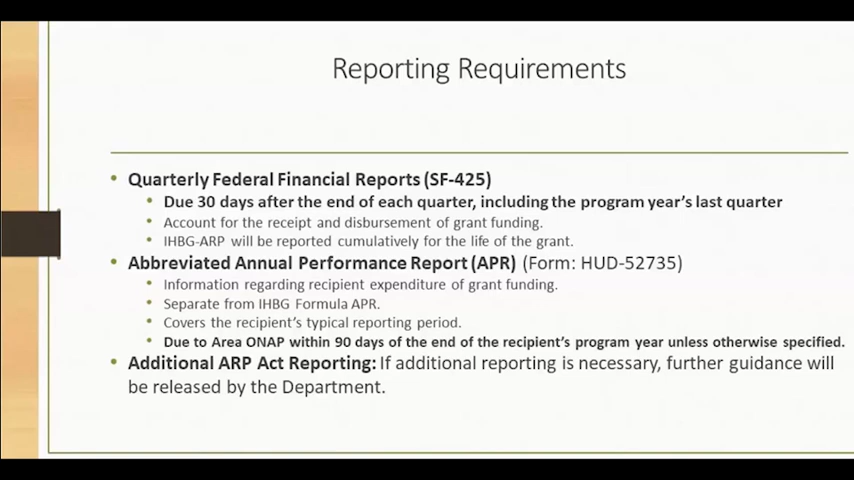 Reporting Requirements
• Quarterly Federal Financial Reports (SF-425)
• Due 30 days after the end of each quarter, including the program year's last quarter
• Account for the receipt and disbursement of grant funding.
• IHBG-ARP will be reported cumulatively for the life of the grant.
• Abbreviated Annual Performance Report (APR) (Form: HUD-52735)
• Information regarding recipient expenditure of grant funding.
• Separate from IHBG Formula APR.
• Covers the recipient's typical reporting period.
• Due to Area ONAP within 90 days of the end of the recipient's program year unless otherwise specified.
• Additional ARP Act Reporting: If additional reporting is necessary, further guidance will
be released by the Department.